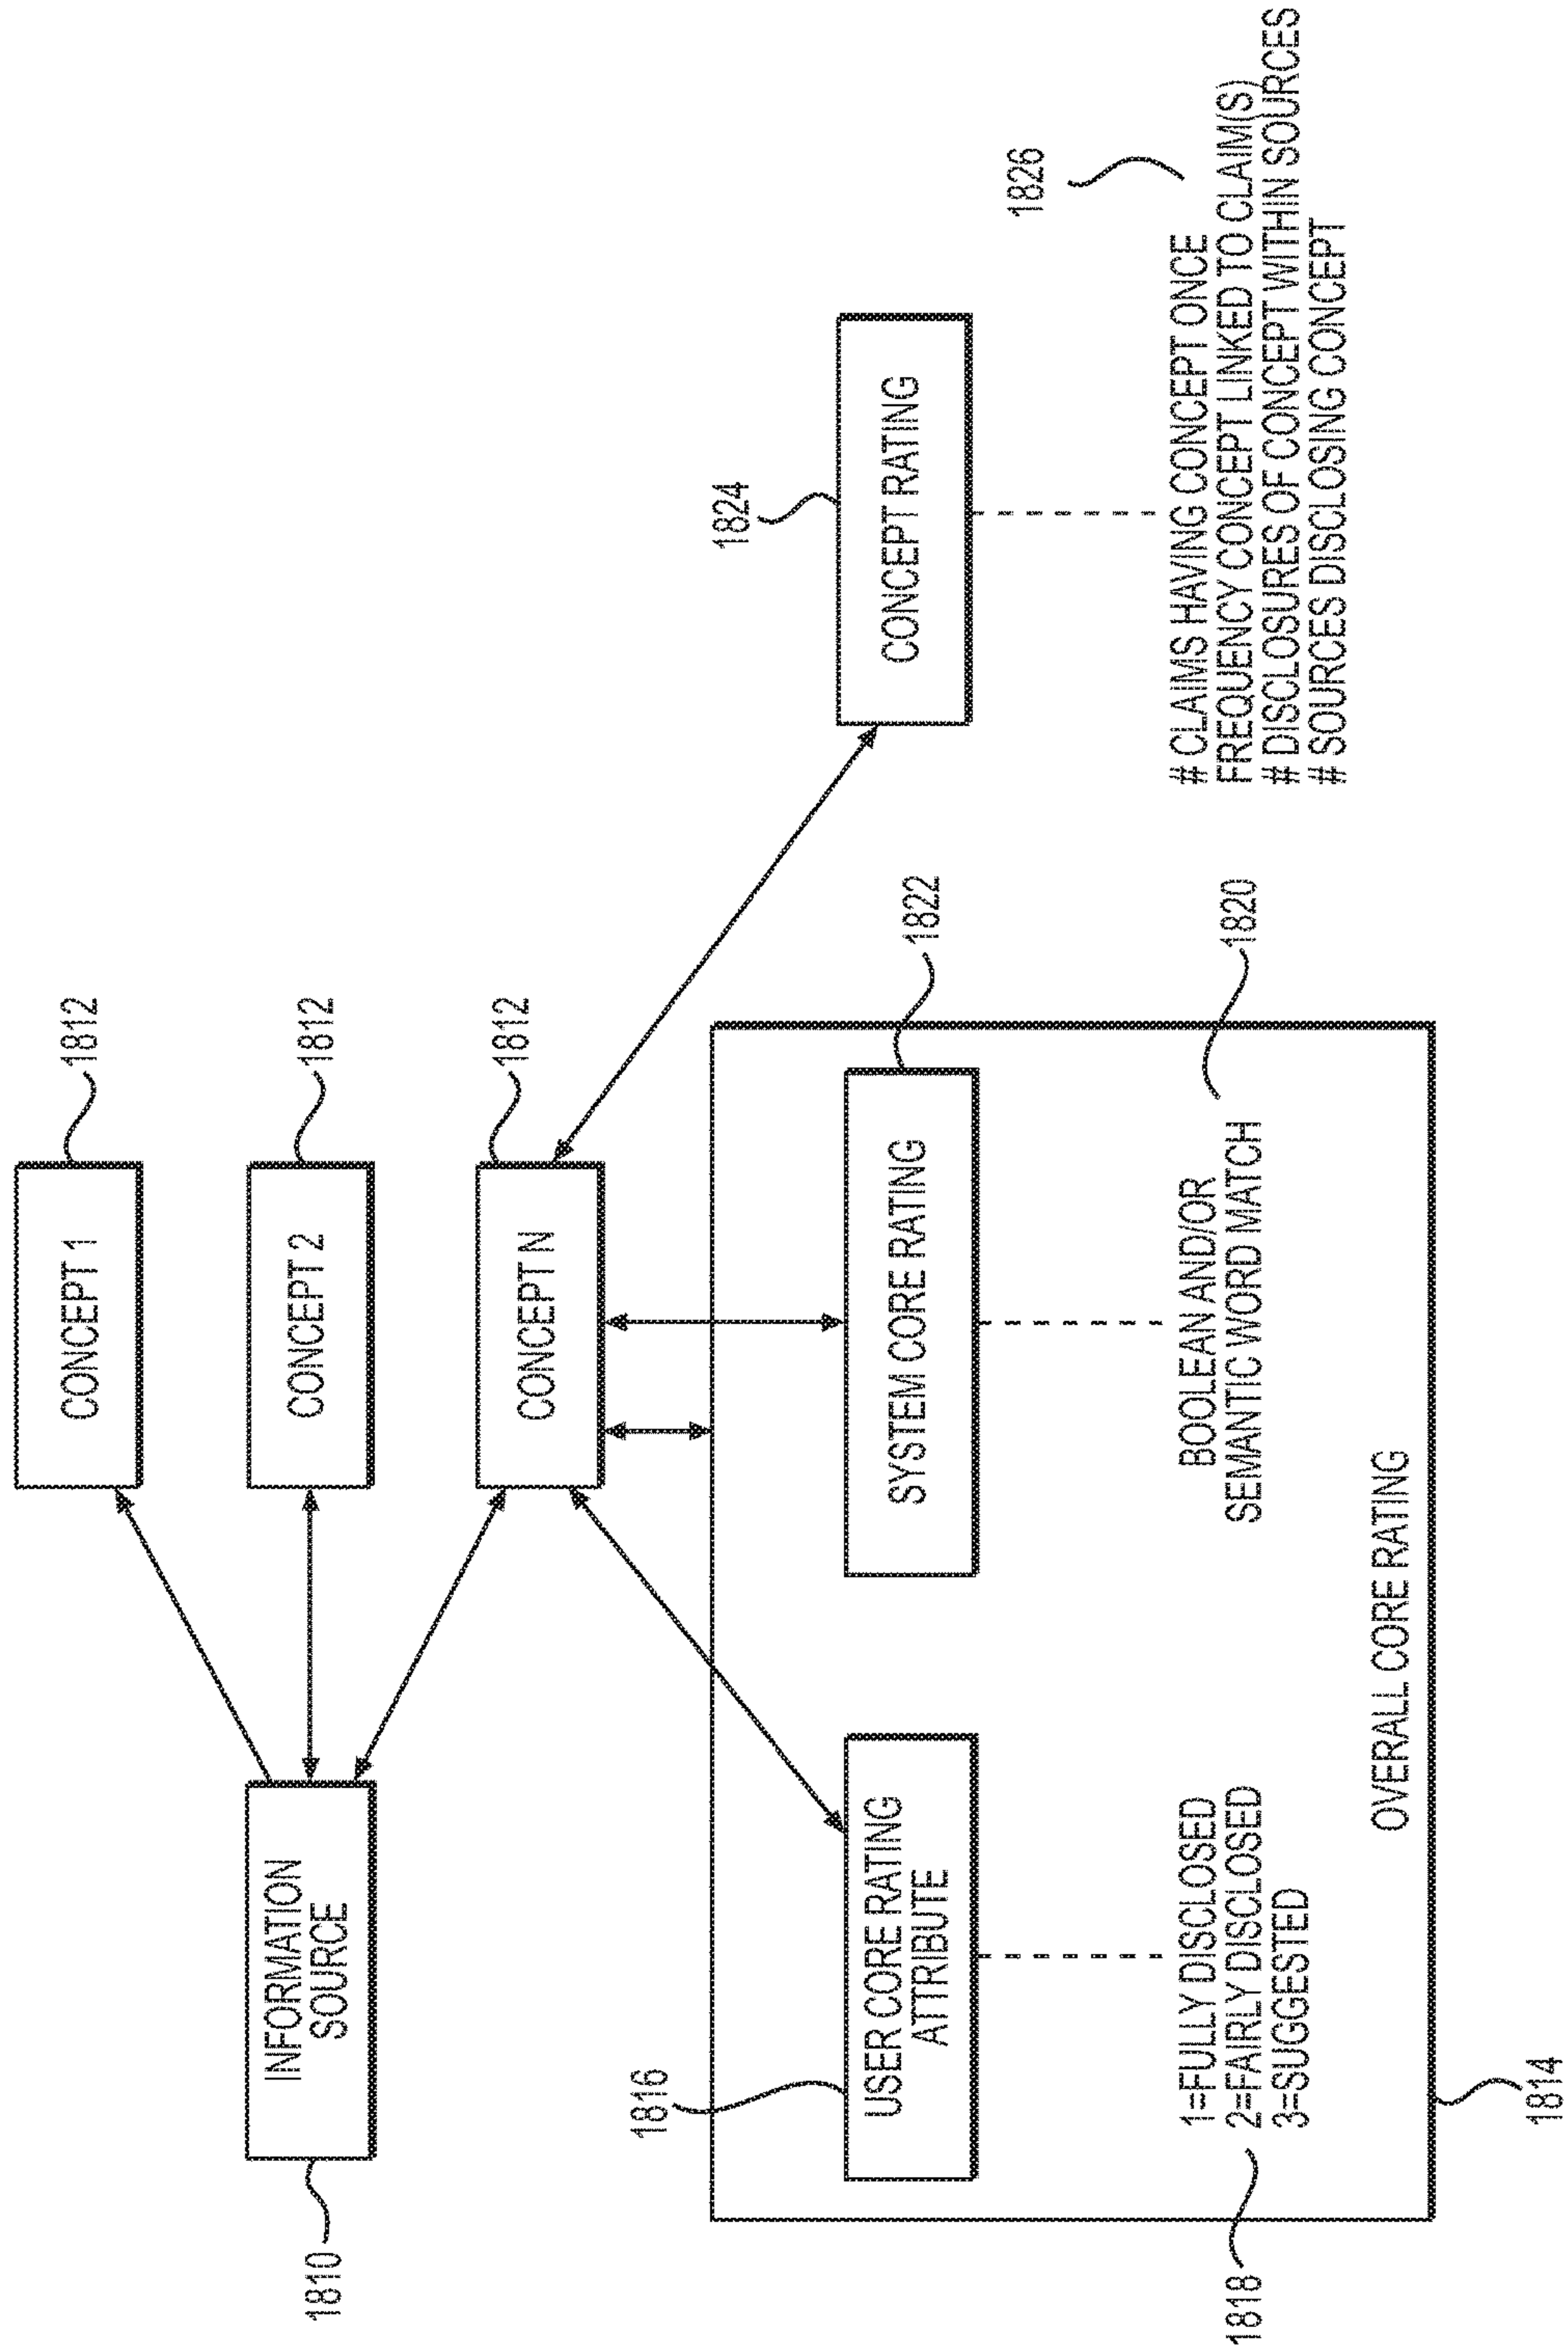 CONCEPT 1
1812
CONCEPT 2
1812
INFORMATION
SOURCE
1810
CONCEPT N
1812
1816
USER CORE RATING
ATTRIBUTE
SYSTEM CORE RATING
1822
1824
CONCEPT RATING
1=FULLY DISCLOSED
2=FAIRLY DISCLOSED
3=SUGGESTED
1818
BOOLEAN AND/OR
SEMANTIC WORD MATCH
1820
# CLAIMS HAVING CONCEPT ONCE
FREQUENCY CONCEPT LINKED TO CLAIM(S)
# DISCLOSURES OF CONCEPT WITHIN SOURCES
# SOURCES DISCLOSING CONCEPT
1826
OVERALL CORE RATING
1814